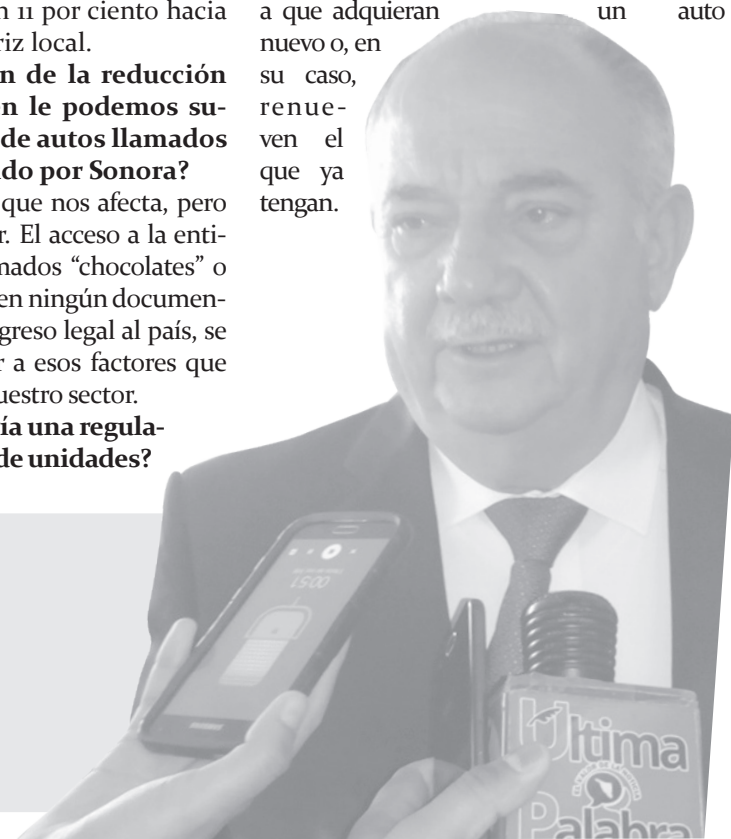 n 11 por ciento hacia
riz local.
n de la reducción
n le podemos su-
de autos llamados
do por Sonora?
que nos afecta, pero
r. El acceso a la enti-
mados “chocolates” o
en ningún documen-
greso legal al país, se
r a esos factores que
uestro sector.
ía una regula-
de unidades?
a que adquieran un auto
nuevo o, en
su caso,
renue-
ven el
que ya
tengan.
00:51
Última
Palabra